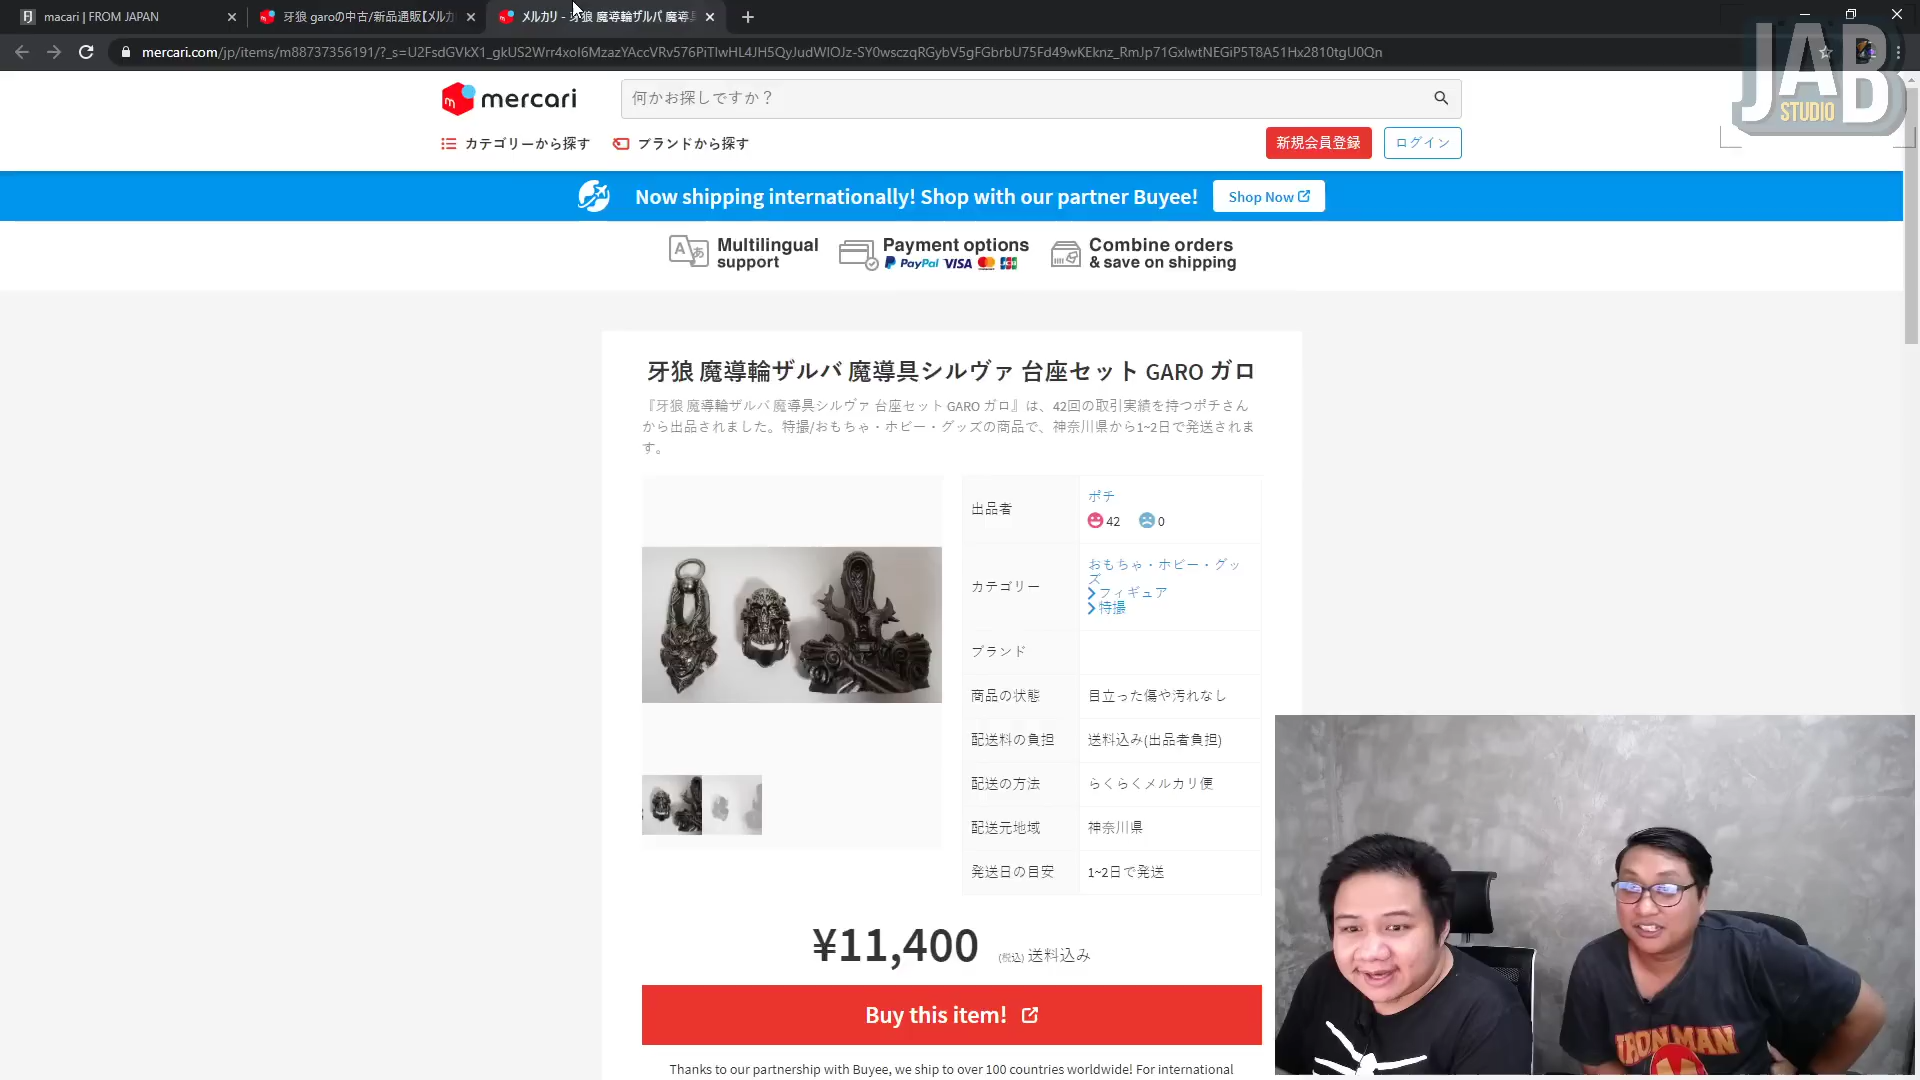 macari | FROM JAPAN
牙狼 garoの中古/新品通販【メルカ
メルカリ - 牙狼 魔導輪ザルバ 魔導
mercari.com/jp/items/m88737356191/?_s=U2FsdGVkX1_gkUS2Wrr4xol6MzazYAccVRv576PiTlwHL4JH5QyJudWlOJz-SY0wsczqRGybV5gFGbrbU75Fd49wKEknz_RmJp71GxlwtNEGiP5T8A51Hx2810tgU0Qn
JAB
STUDIO
mercari
何かお探しですか？
カテゴリーから探す
ブランドから探す
新規会員登録
ログイン
Now shipping internationally! Shop with our partner Buyee!
Shop Now
Multilingual
support
Payment options
PayPal VISA JCB
Combine orders
& save on shipping
牙狼 魔導輪ザルバ 魔導具シルヴァ 台座セット GARO ガロ
『牙狼 魔導輪ザルバ 魔導具シルヴァ 台座セット GARO ガロ』は、42回の取引実績を持つポチさん
から出品されました。特撮/おもちゃ・ホビー・グッズの商品で、神奈川県から1~2日で発送されま
す。
出品者
ポチ
42
0
カテゴリー
おもちゃ・ホビー・グッ
ズ
フィギュア
特撮
ブランド
商品の状態
目立った傷や汚れなし
配送料の負担
送料込み(出品者負担)
配送の方法
らくらくメルカリ便
配送元地域
神奈川県
発送日の目安
1~2日で発送
¥11,400
(税込) 送料込み
Buy this item!
Thanks to our partnership with Buyee, we ship to over 100 countries worldwide! For international
IRON MAN